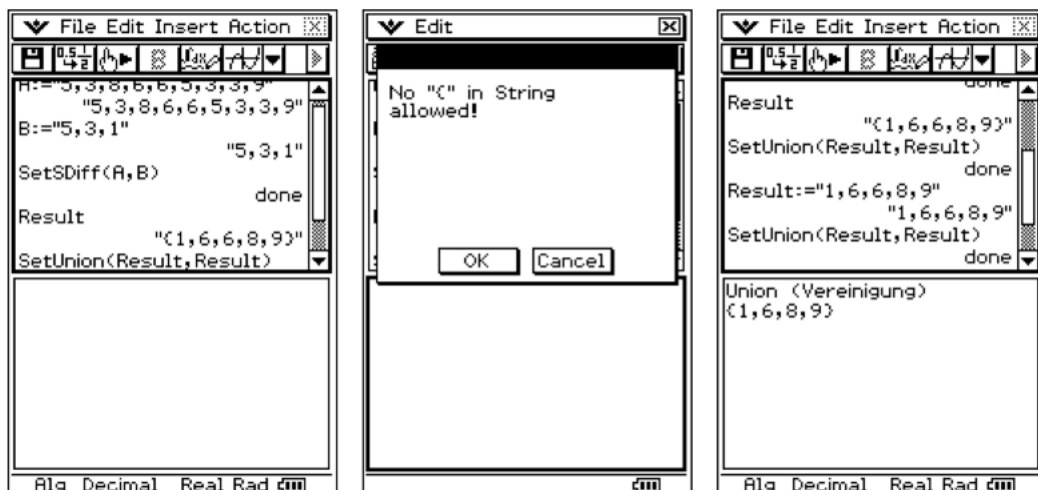 File Edit Insert Action
A:="5,3,8,6,6,5,3,3,9"
"5,3,8,6,6,5,3,3,9"
B:="5,3,1"
"5,3,1"
SetSDiff(A,B)
done
Result
"{1,6,6,8,9}"
SetUnion(Result,Result)
Alg Decimal Real Rad
Edit
No "{" in String
allowed!
OK Cancel
File Edit Insert Action
done
Result
"{1,6,6,8,9}"
SetUnion(Result,Result)
done
Result:="1,6,6,8,9"
"1,6,6,8,9"
SetUnion(Result,Result)
done
Union (Vereinigung)
{1,6,8,9}
Alg Decimal Real Rad